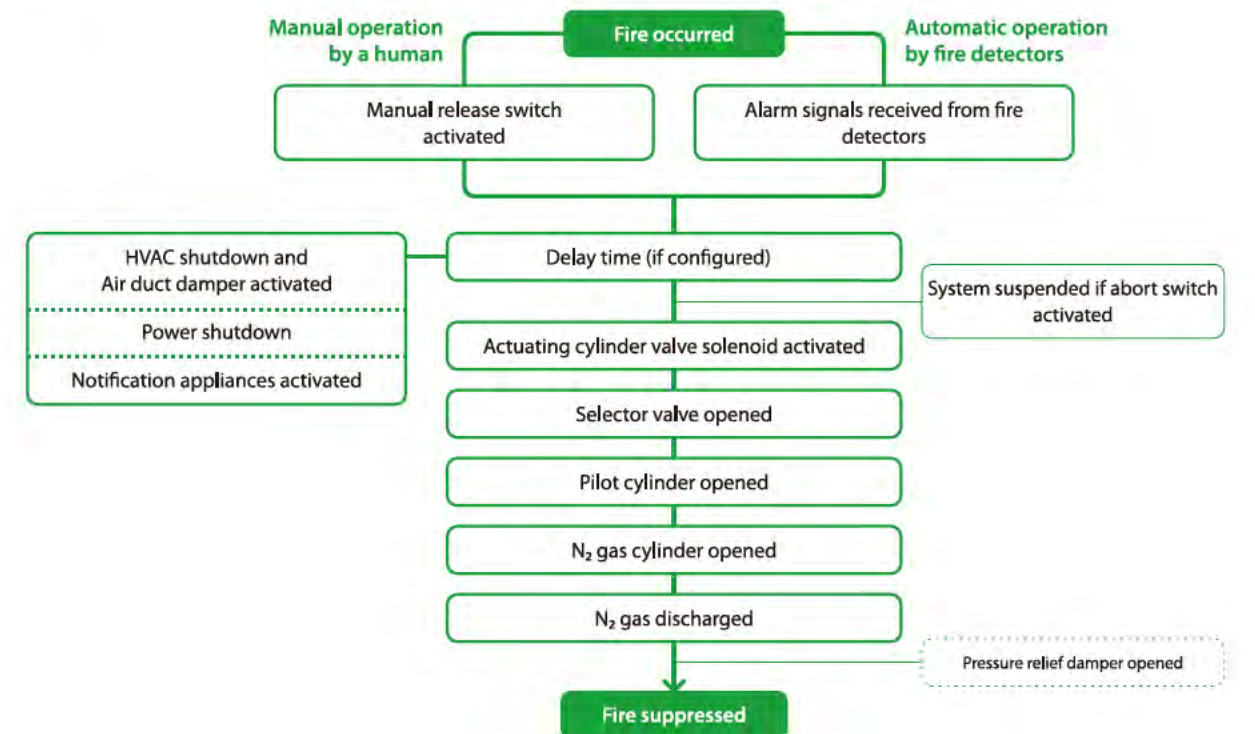 Manual operation
by a human
Fire occurred
Automatic operation
by fire detectors
Manual release switch
activated
Alarm signals received from fire
detectors
HVAC shutdown and
Air duct damper activated
Power shutdown
Notification appliances activated
Delay time (if configured)
System suspended if abort switch
activated
Actuating cylinder valve solenoid activated
Selector valve opened
Pilot cylinder opened
N₂ gas cylinder opened
N₂ gas discharged
Pressure relief damper opened
Fire suppressed